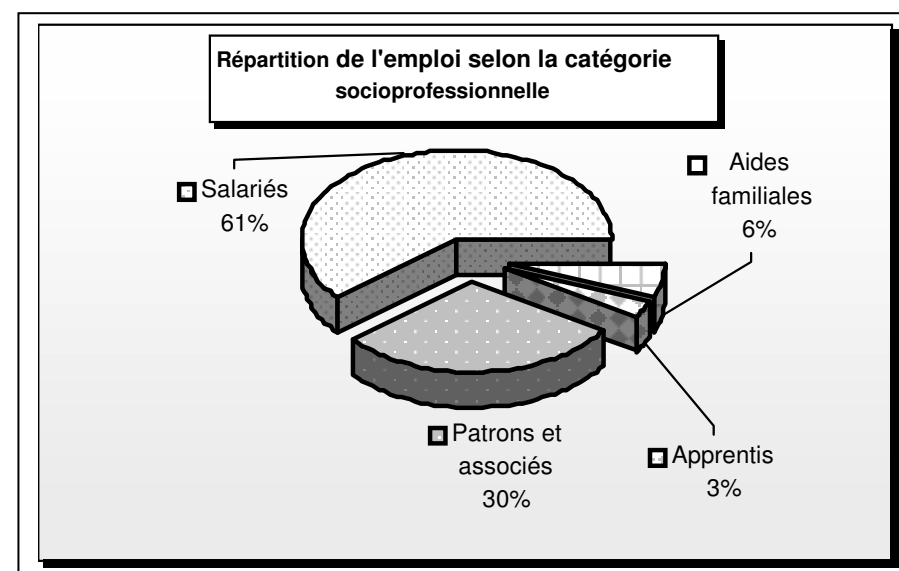 Répartition de l'emploi selon la catégorie
socioprofessionnelle
Salariés
61%
Aides
familiales
6%
Patrons et
associés
30%
Apprentis
3%